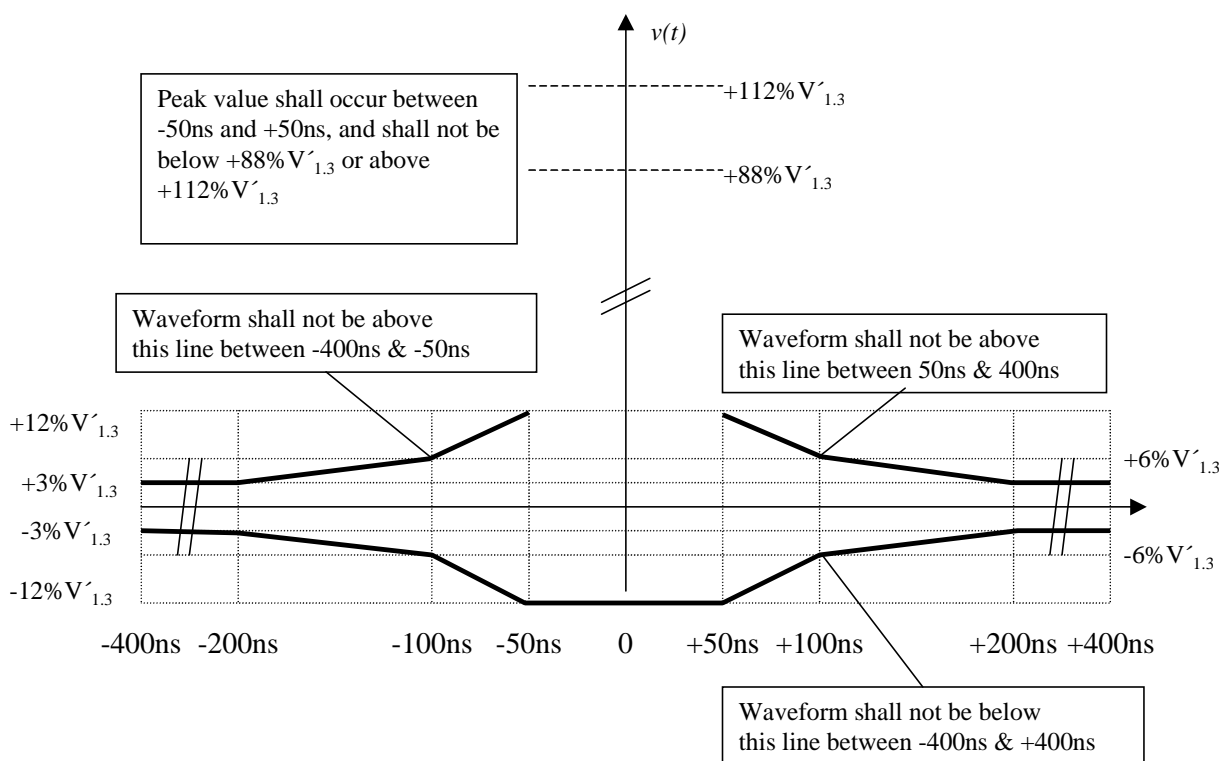 v(t)
Peak value shall occur between
-50ns and +50ns, and shall not be
below +88%V´1.3 or above
+112%V´1.3
+112%V´1.3
+88%V´1.3
Waveform shall not be above
this line between -400ns & -50ns
Waveform shall not be above
this line between 50ns & 400ns
+12%V´1.3
+6%V´1.3
+3%V´1.3
-3%V´1.3
-6%V´1.3
-12%V´1.3
-400ns -200ns -100ns -50ns 0 +50ns +100ns +200ns +400ns
Waveform shall not be below
this line between -400ns & +400ns